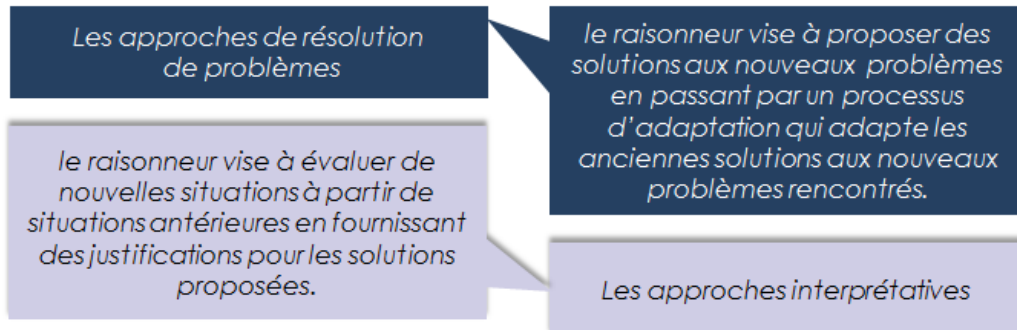 Les approches de résolution
de problèmes
le raisonneur vise à proposer des
solutions aux nouveaux problèmes
en passant par un processus
d'adaptation qui adapte les
anciennes solutions aux nouveaux
problèmes rencontrés.
le raisonneur vise à évaluer de
nouvelles situations à partir de
situations antérieures en fournissant
des justifications pour les solutions
proposées.
Les approches interprétatives